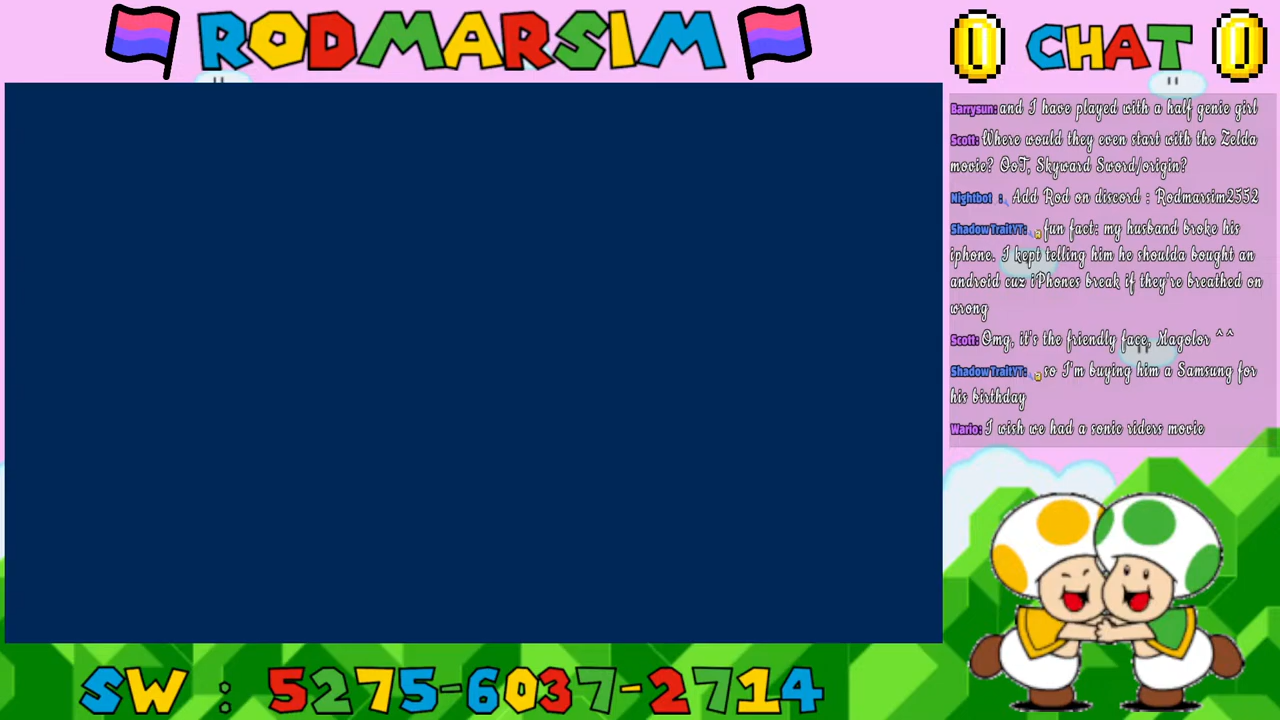 RODMARSIM
CHAT
Barrysun: and I have played with a half genie girl
Scott: Where would they even start with the Zelda
movie? OoT, Skyward Sword/origin?
Nightbot : Add Rod on discord : Rodmarsim2552
ShadowTraitYT: fun fact: my husband broke his
iphone. I kept telling him he shoulda bought an
android cuz iPhones break if they're breathed on
wrong
Scott: Omg, it's the friendly face, Magolor ^^
ShadowTraitYT: so I'm buying him a Samsung for
his birthday
Wario: I wish we had a sonic riders movie
SW : 5275-6037-2714